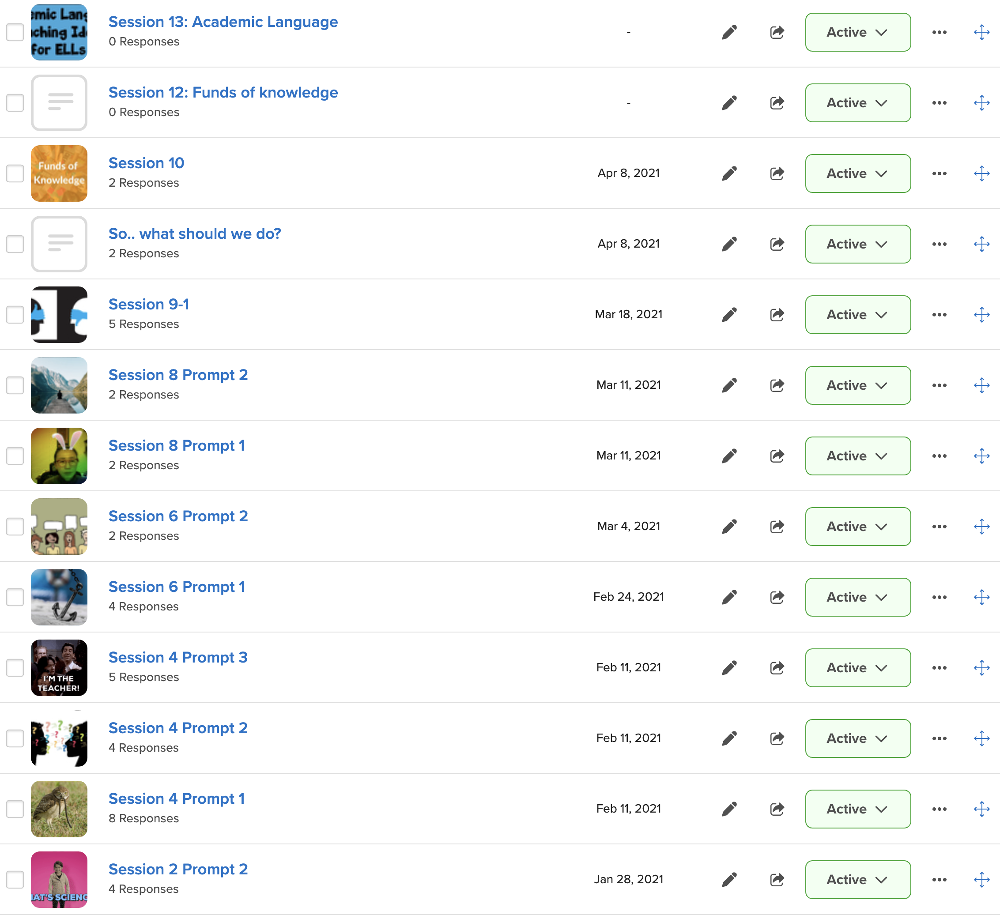 emic Lang
ching Id
for ELLs
Session 13: Academic Language
0 Responses
-
Active
Session 12: Funds of knowledge
0 Responses
-
Active
Funds of
Knowledge
Session 10
2 Responses
Apr 8, 2021
Active
So.. what should we do?
2 Responses
Apr 8, 2021
Active
Session 9-1
5 Responses
Mar 18, 2021
Active
Session 8 Prompt 2
2 Responses
Mar 11, 2021
Active
Session 8 Prompt 1
2 Responses
Mar 11, 2021
Active
Session 6 Prompt 2
2 Responses
Mar 4, 2021
Active
Session 6 Prompt 1
4 Responses
Feb 24, 2021
Active
I'M THE
TEACHER!
Session 4 Prompt 3
5 Responses
Feb 11, 2021
Active
Session 4 Prompt 2
4 Responses
Feb 11, 2021
Active
Session 4 Prompt 1
8 Responses
Feb 11, 2021
Active
HAT'S SCIENC
Session 2 Prompt 2
4 Responses
Jan 28, 2021
Active